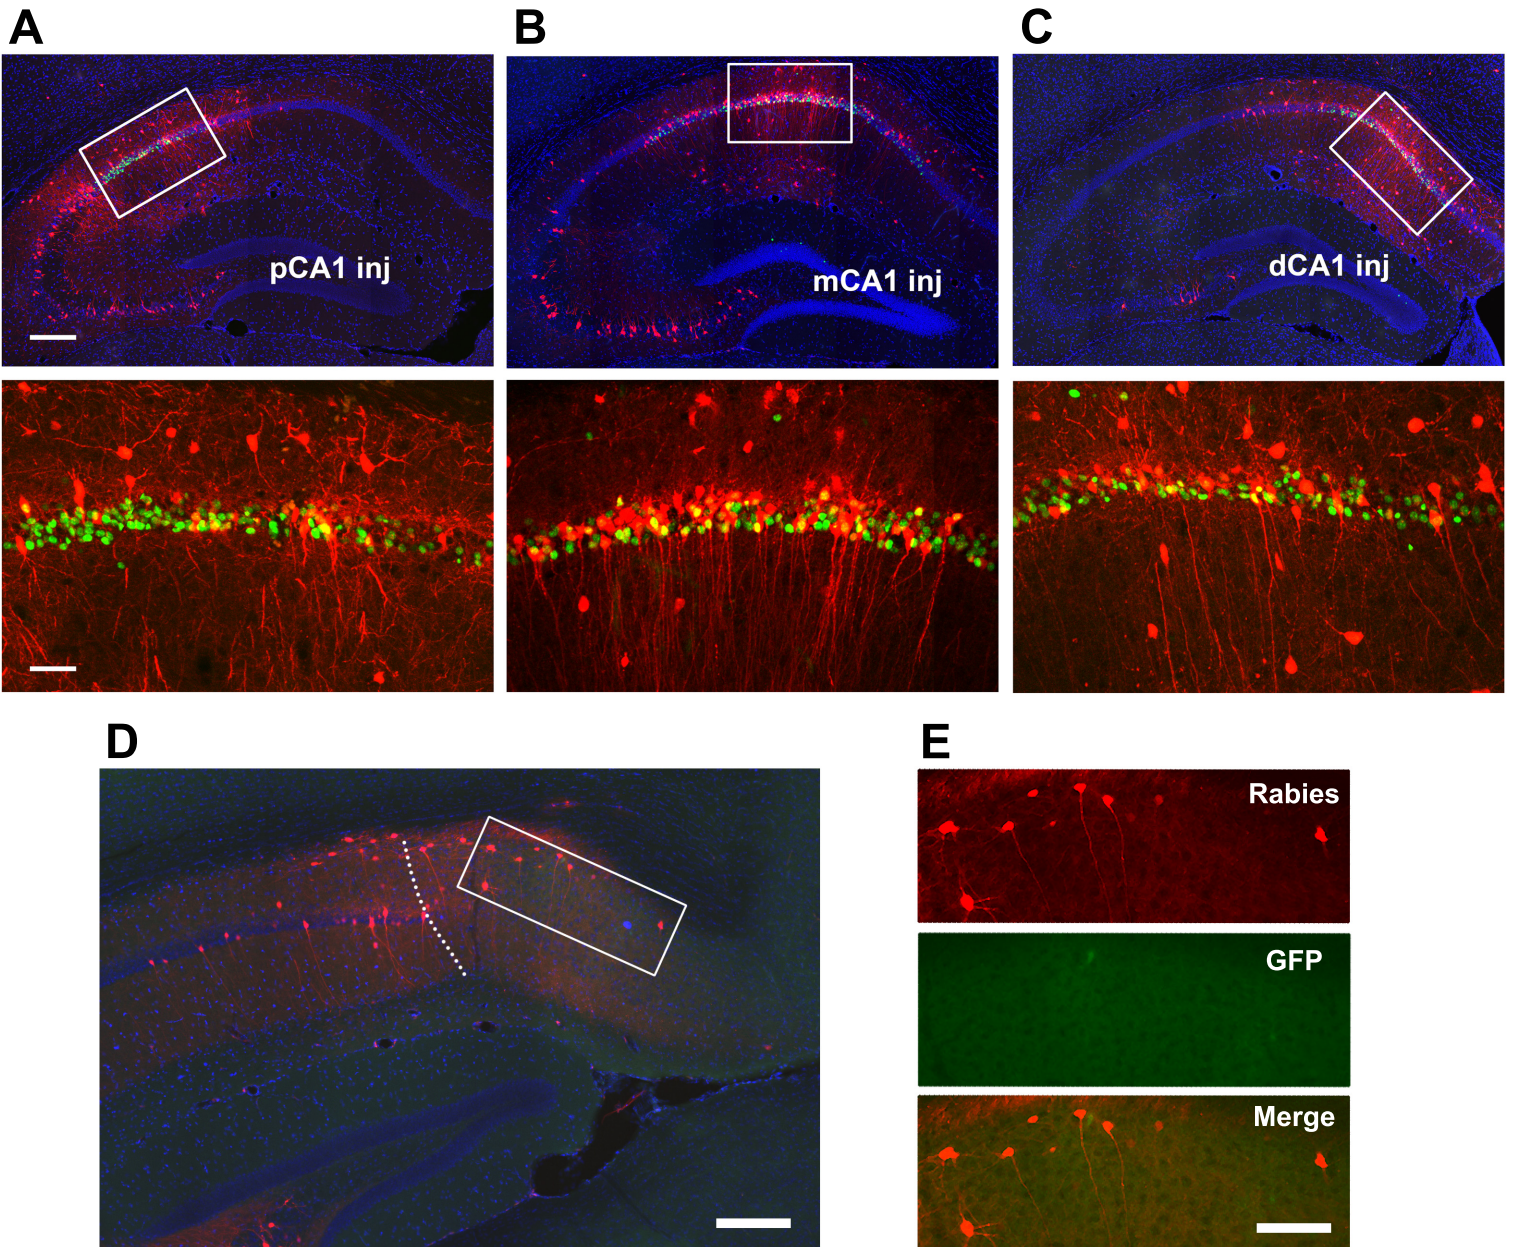 A
B
C
pCA1 inj
mCA1 inj
dCA1 inj
D
E
Rabies
GFP
Merge